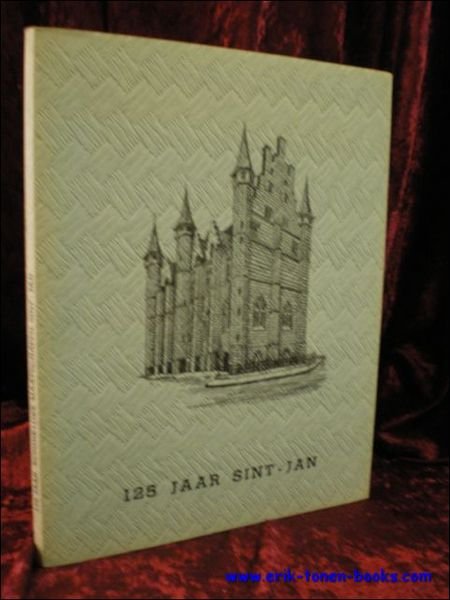 125 JAAR SINT-JAN
www.erik-tonen-books.com